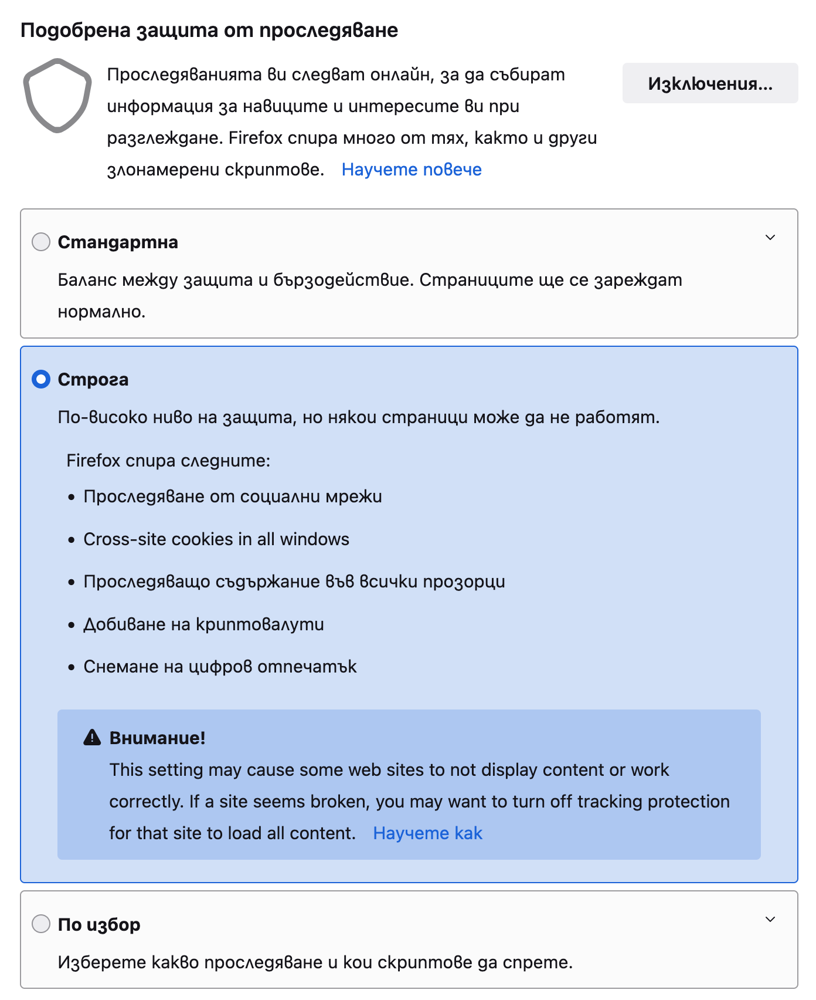 Подобрена защита от проследяване
Проследяванията ви следват онлайн, за да събират
Изключения...
информация за навиците и интересите ви при
разглеждане. Firefox спира много от тях, както и други
злонамерени скриптове. Научете повече
Стандартна
Баланс между защита и бързодействие. Страниците ще се зареждат
нормално.
Строга
По-високо ниво на защита, но някои страници може да не работят.
Firefox спира следните:
• Проследяване от социални мрежи
• Cross-site cookies in all windows
• Проследяващо съдържание във всички прозорци
• Добиване на криптовалути
• Снемане на цифров отпечатък
Внимание!
This setting may cause some web sites to not display content or work
correctly. If a site seems broken, you may want to turn off tracking protection
for that site to load all content. Научете как
По избор
Изберете какво проследяване и кои скриптове да спрете.